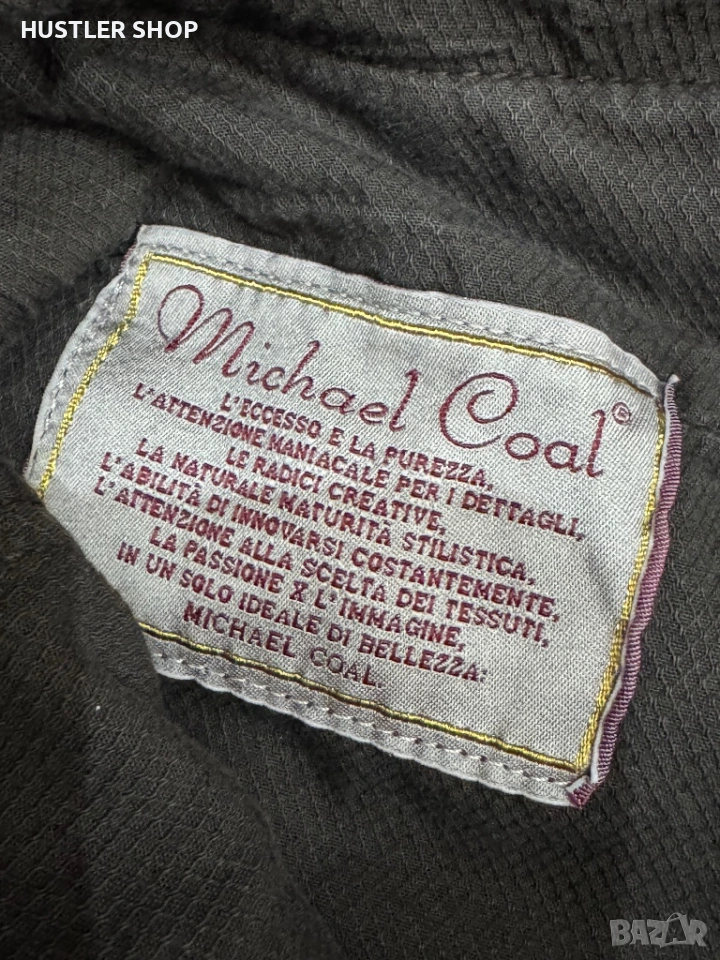 HUSTLER SHOP
Michael Coal®
L'ECCESSO E LA PUREZZA,
L'ATTENZIONE MANIACALE PER I DETTAGLI,
LE RADICI CREATIVE,
LA NATURALE MATURITÀ STILISTICA,
L'ABILITÀ DI INNOVARSI COSTANTEMENTE,
L'ATTENZIONE ALLA SCELTA DEI TESSUTI,
LA PASSIONE X L'IMMAGINE,
IN UN SOLO IDEALE DI BELLEZZA:
MICHAEL COAL.
BAZAR